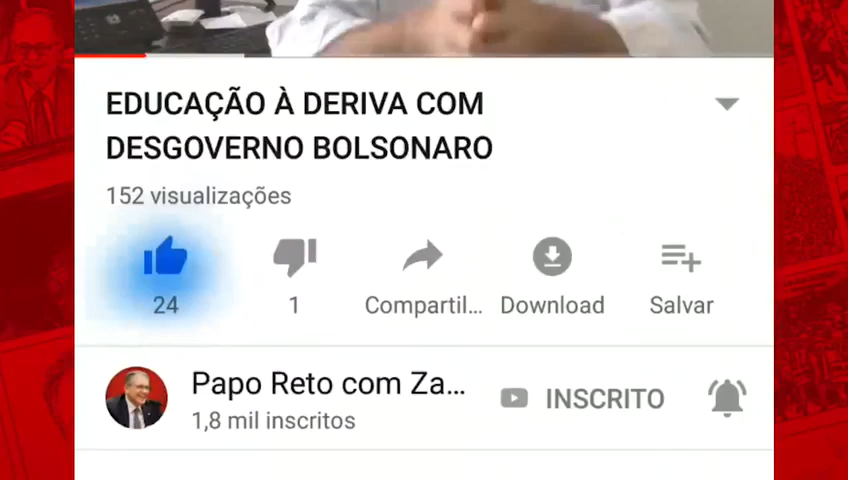 EDUCAÇÃO À DERIVA COM
DESGOVERNO BOLSONARO
152 visualizações
24
1
Compartil...
Download
Salvar
Papo Reto com Za...
INSCRITO
1,8 mil inscritos